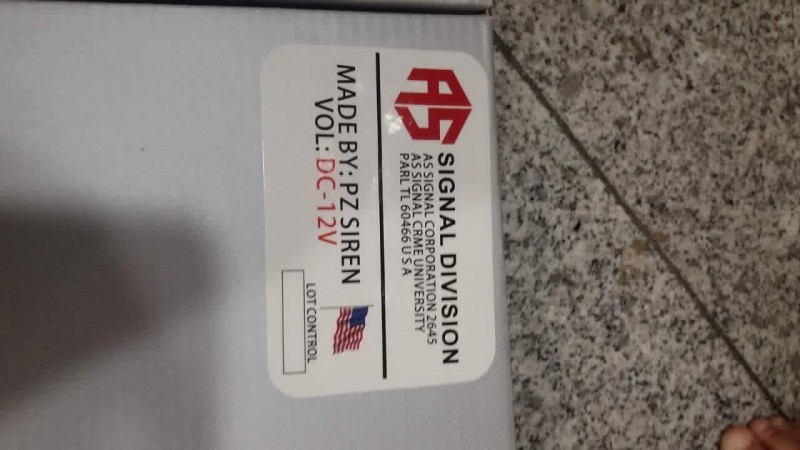 AS
SIGNAL DIVISION
AS SIGNAL CORPORATION 2645
AS SIGNAL CRME UNIVERSITY
PARL TL 60466 U S A
MADE BY: PZ SIREN
VOL: DC-12V
LOT CONTROL